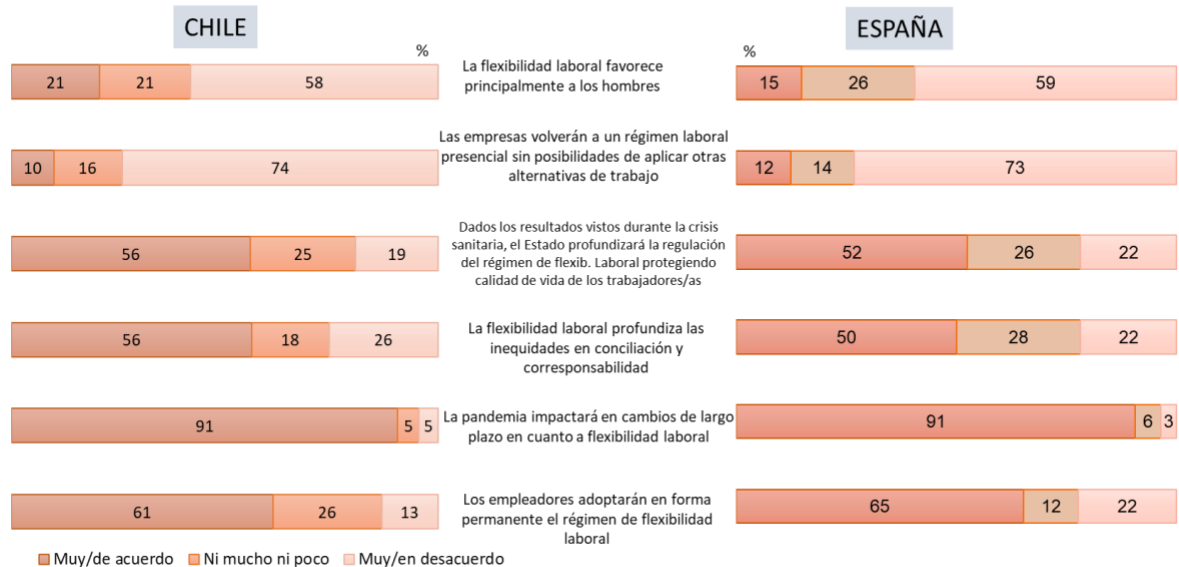 CHILE
ESPAÑA
%
%
21 21 58
La flexibilidad laboral favorece
principalmente a los hombres
15 26 59
10 16 74
Las empresas volverán a un régimen laboral
presencial sin posibilidades de aplicar otras
alternativas de trabajo
12 14 73
56 25 19
Dados los resultados vistos durante la crisis
sanitaria, el Estado profundizará la regulación
del régimen de flexib. Laboral protegiendo
calidad de vida de los trabajadores/as
52 26 22
56 18 26
La flexibilidad laboral profundiza las
inequidades en conciliación y
corresponsabilidad
50 28 22
91 5 5
La pandemia impactará en cambios de largo
plazo en cuanto a flexibilidad laboral
91 6 3
61 26 13
Los empleadores adoptarán en forma
permanente el régimen de flexibilidad
laboral
65 12 22
Muy/de acuerdo Ni mucho ni poco Muy/en desacuerdo